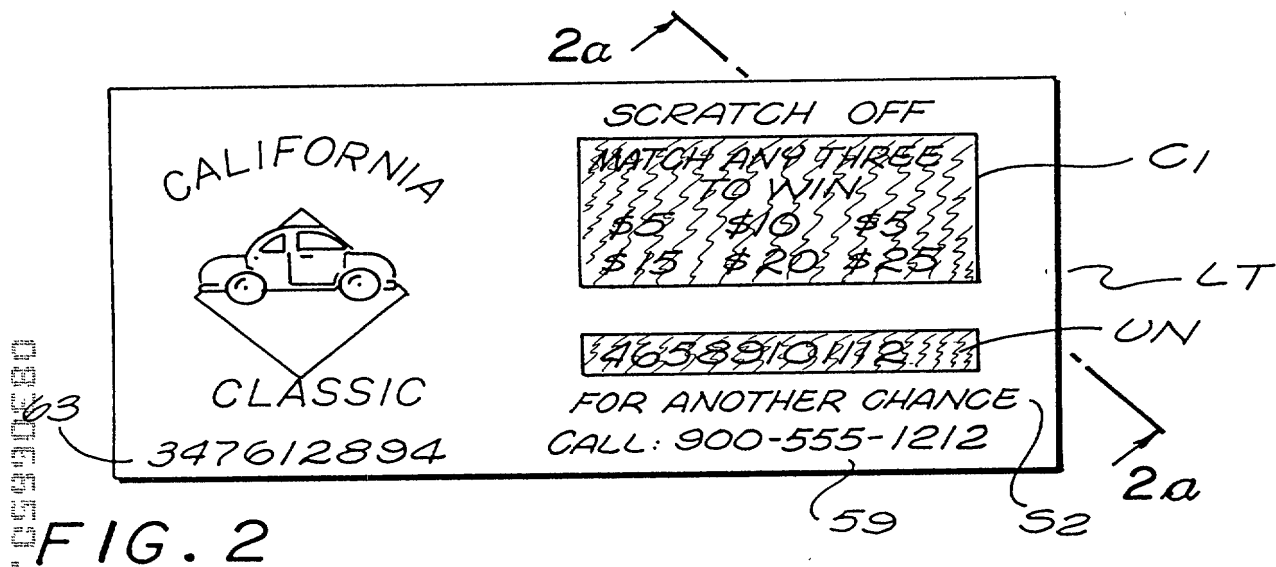 2a
SCRATCH OFF
MATCH ANY THREE
TO WIN
$5 $10 $5
$15 $20 $25
C1
LT
465889101112
UN
CALIFORNIA
CLASSIC
63
347612894
FOR ANOTHER CHANCE
CALL: 900-555-1212
59
S2
2a
FIG. 2